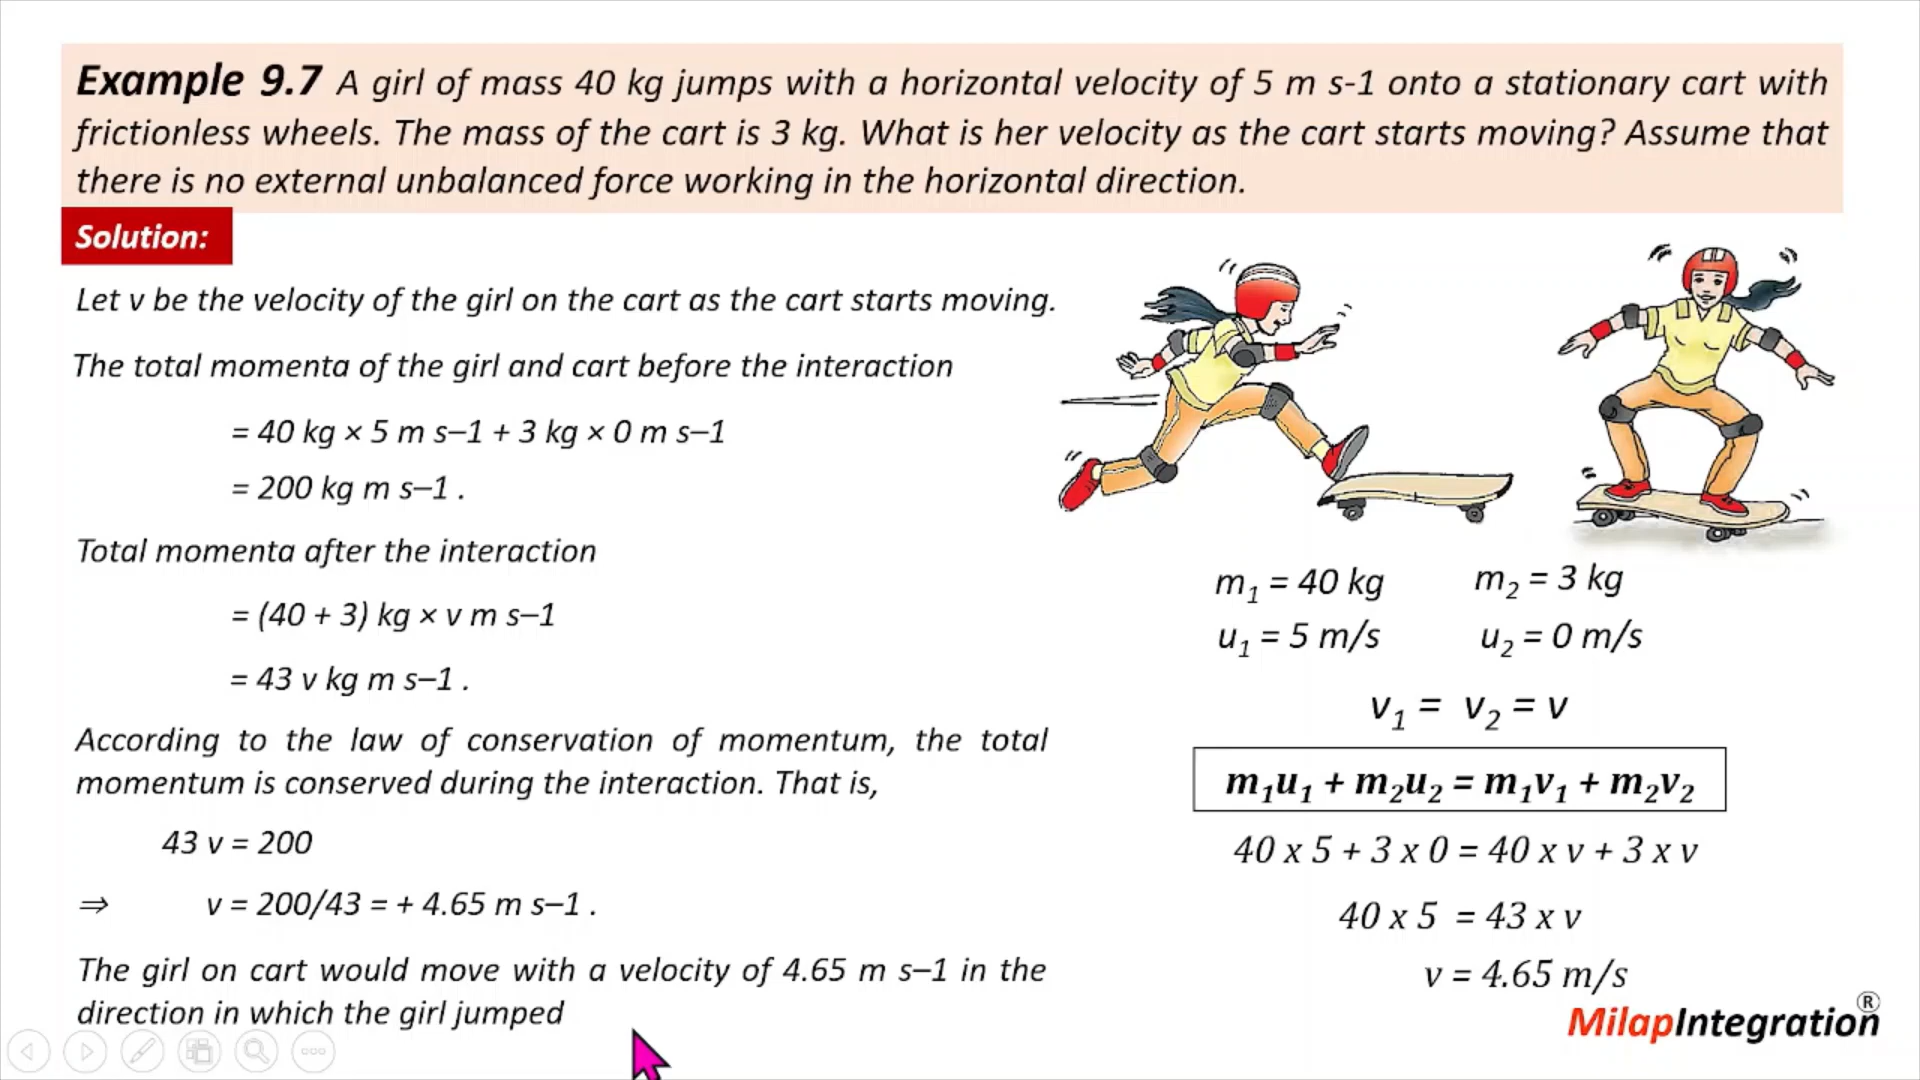 Example 9.7 A girl of mass 40 kg jumps with a horizontal velocity of 5 m s-1 onto a stationary cart with
frictionless wheels. The mass of the cart is 3 kg. What is her velocity as the cart starts moving? Assume that
there is no external unbalanced force working in the horizontal direction.
Solution:
Let v be the velocity of the girl on the cart as the cart starts moving.
The total momenta of the girl and cart before the interaction
= 40 kg × 5 m s–1 + 3 kg × 0 m s–1
= 200 kg m s–1 .
Total momenta after the interaction
= (40 + 3) kg × v m s–1
= 43 v kg m s–1 .
According to the law of conservation of momentum, the total
momentum is conserved during the interaction. That is,
43 v = 200
⇒ v = 200/43 = + 4.65 m s–1 .
The girl on cart would move with a velocity of 4.65 m s–1 in the
direction in which the girl jumped
m₁ = 40 kg m₂ = 3 kg
u₁ = 5 m/s u₂ = 0 m/s
v₁ = v₂ = v
m₁u₁ + m₂u₂ = m₁v₁ + m₂v₂
40 x 5 + 3 x 0 = 40 x v + 3 x v
40 x 5 = 43 x v
v = 4.65 m/s
MilapIntegration®